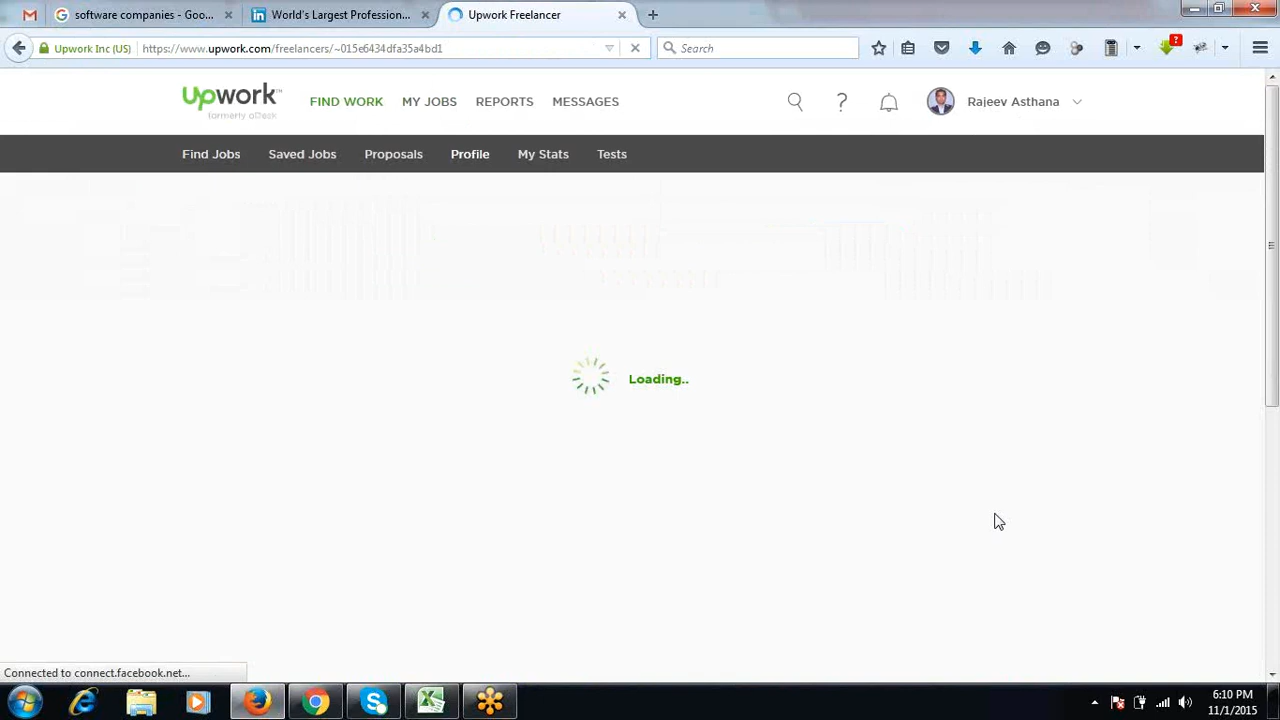 software companies - Goo...
World's Largest Profession...
Upwork Freelancer
Upwork Inc (US)
https://www.upwork.com/freelancers/~015e6434dfa35a4bd1
Search
?
Upwork™
formerly oDesk
FIND WORK
MY JOBS
REPORTS
MESSAGES
?
Rajeev Asthana
Find Jobs
Saved Jobs
Proposals
Profile
My Stats
Tests
Loading..
Connected to connect.facebook.net...
6:10 PM
11/1/2015